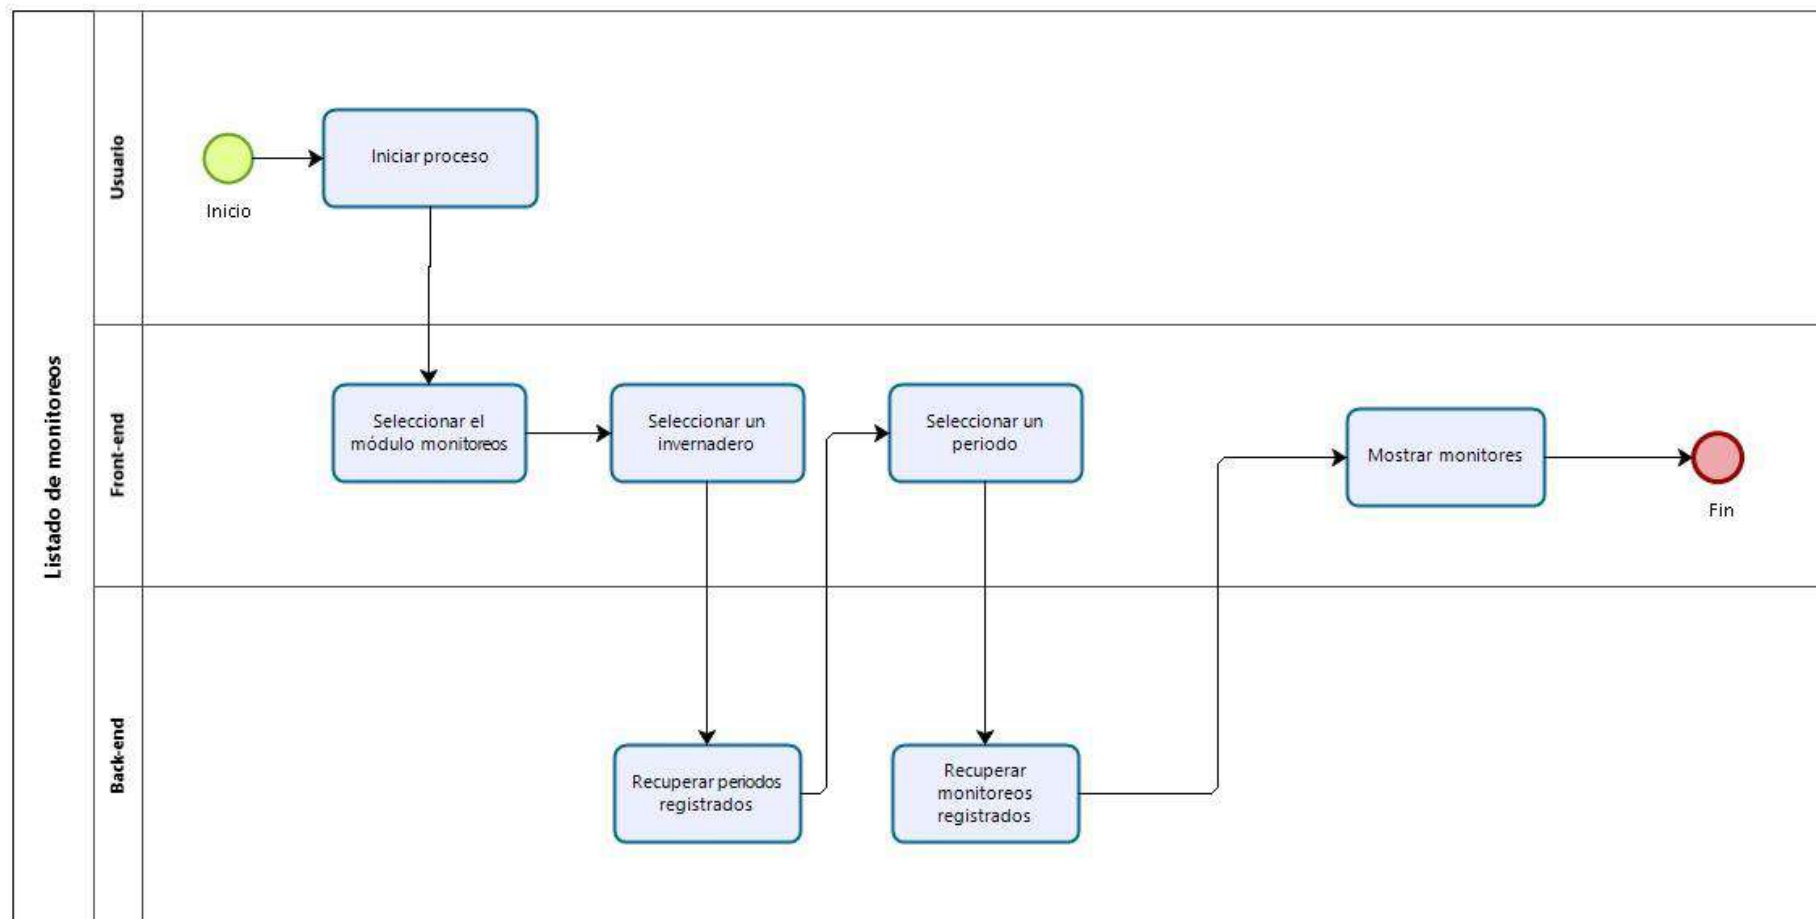 Listado de monitoreos
Usuario
Inicio
Iniciar proceso
Front-end
Seleccionar el
módulo monitoreos
Seleccionar un
invernadero
Seleccionar un
periodo
Mostrar monitores
Fin
Back-end
Recuperar periodos
registrados
Recuperar
monitoreos
registrados